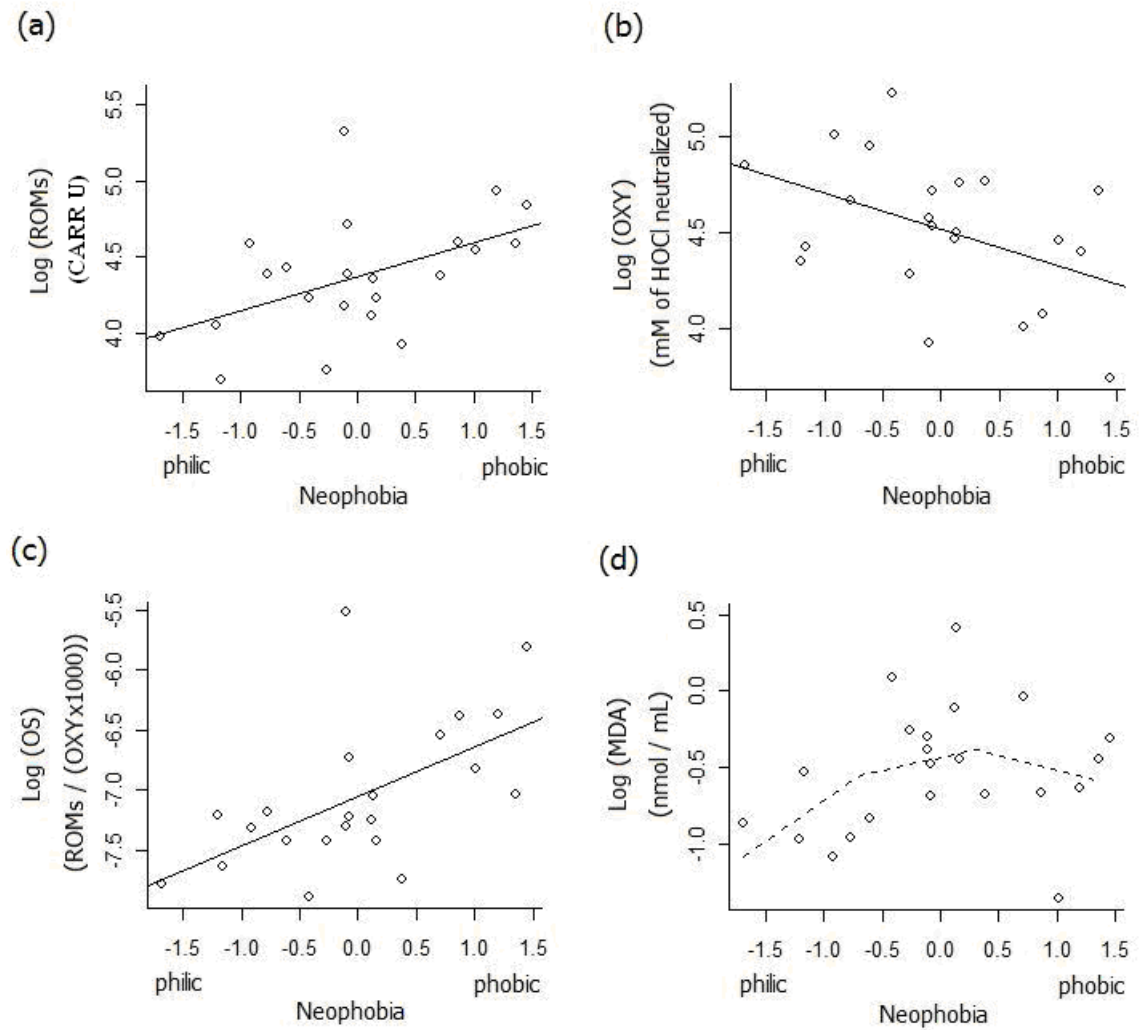 (a)
Log (ROMs)
(CARR U)
5.5
5.0
4.5
4.0
-1.5 -1.0 -0.5 0.0 0.5 1.0 1.5
philic phobic
Neophobia
(b)
Log (OXY)
(mM of HOCl neutralized)
5.0
4.5
4.0
-1.5 -1.0 -0.5 0.0 0.5 1.0 1.5
philic phobic
Neophobia
(c)
Log (OS)
(ROMs / (OXYx1000))
-5.5
-6.0
-6.5
-7.0
-7.5
-1.5 -1.0 -0.5 0.0 0.5 1.0 1.5
philic phobic
Neophobia
(d)
Log (MDA)
(nmol / mL)
0.5
0.0
-0.5
-1.0
-1.5 -1.0 -0.5 0.0 0.5 1.0 1.5
philic phobic
Neophobia